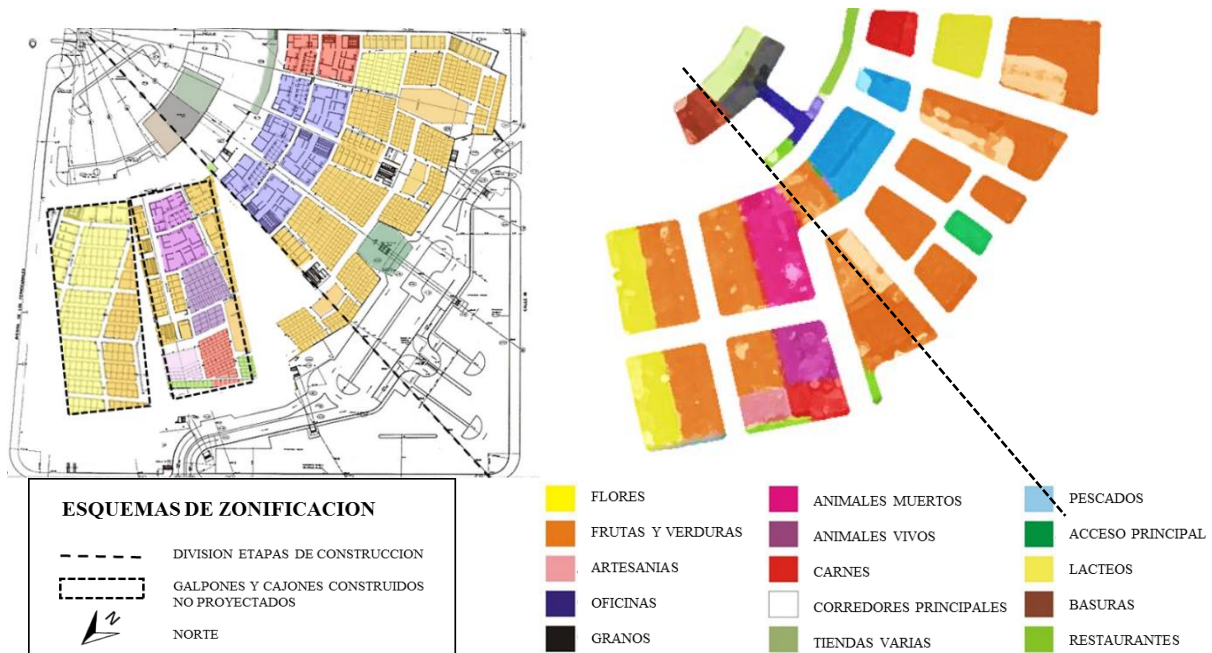 ESQUEMAS DE ZONIFICACION
DIVISION ETAPAS DE CONSTRUCCION
GALPONES Y CAJONES CONSTRUIDOS
NO PROYECTADOS
N
NORTE
FLORES
FRUTAS Y VERDURAS
ARTESANIAS
OFICINAS
GRANOS
ANIMALES MUERTOS
ANIMALES VIVOS
CARNES
CORREDORES PRINCIPALES
TIENDAS VARIAS
PESCADOS
ACCESO PRINCIPAL
LACTEOS
BASURAS
RESTAURANTES